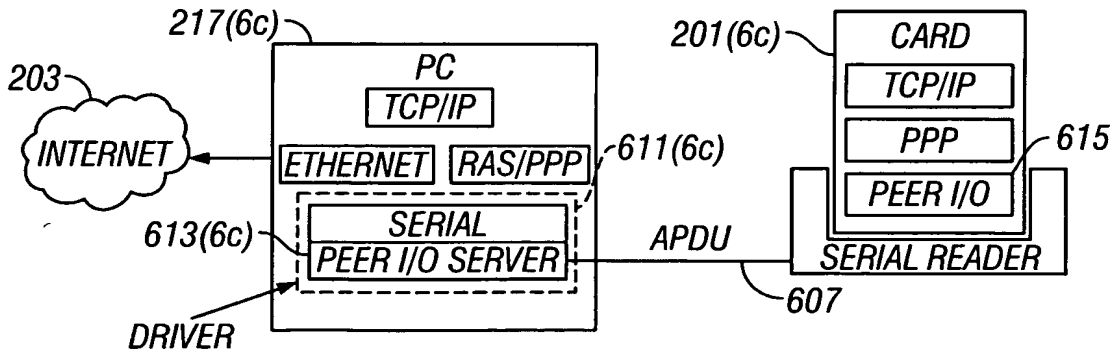 217(6c)
203
INTERNET
PC
TCP/IP
ETHERNET
RAS/PPP
611(6c)
SERIAL
613(6c)
PEER I/O SERVER
DRIVER
APDU
607
201(6c)
CARD
TCP/IP
PPP
615
PEER I/O
SERIAL READER